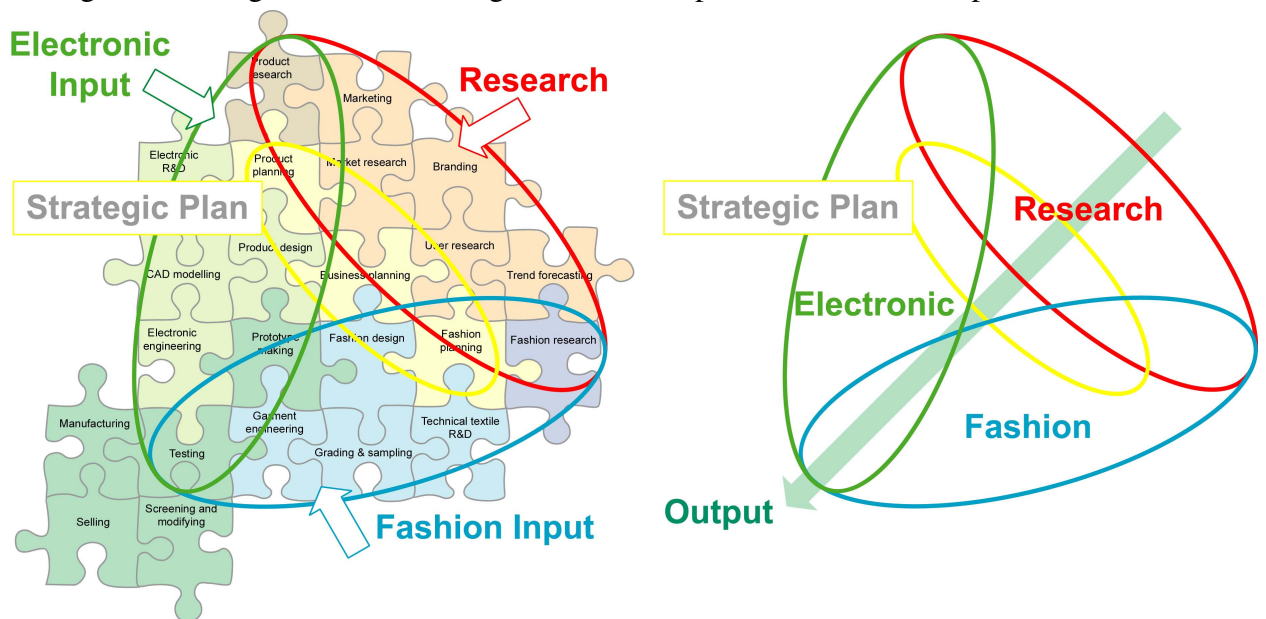 Electronic
Input
Product
research
Marketing
Research
Electronic
R&D
Product
planning
Market research
Branding
Strategic Plan
Product design
User research
CAD modelling
Business planning
Trend forecasting
Electronic
engineering
Prototype
making
Fashion design
Fashion
planning
Fashion research
Manufacturing
Garment
engineering
Technical textile
R&D
Testing
Grading & sampling
Selling
Screening and
modifying
Fashion Input
Strategic Plan
Research
Electronic
Fashion
Output